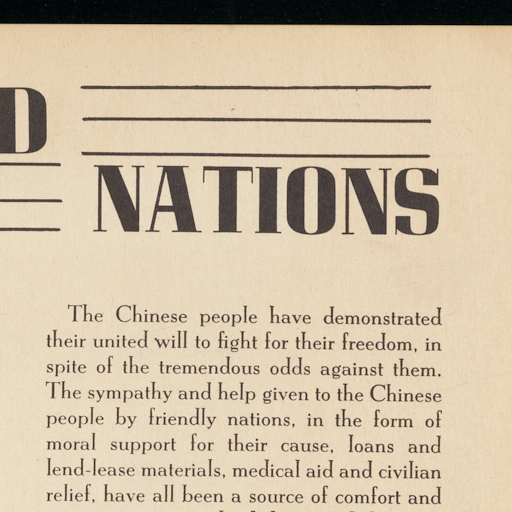 D
NATIONS
The Chinese people have demonstrated
their united will to fight for their freedom, in
spite of the tremendous odds against them.
The sympathy and help given to the Chinese
people by friendly nations, in the form of
moral support for their cause, loans and
lend-lease materials, medical aid and civilian
relief, have all been a source of comfort and